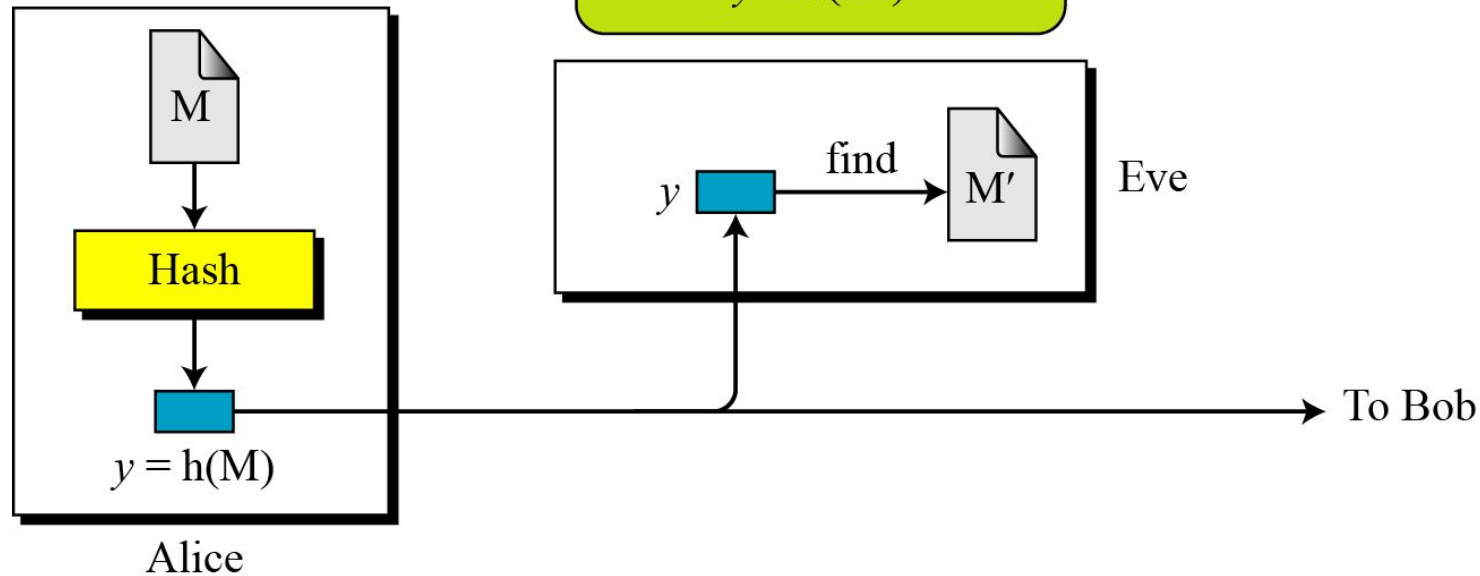 M
Hash
y = h(M)
Alice
y
find
M′
Eve
To Bob